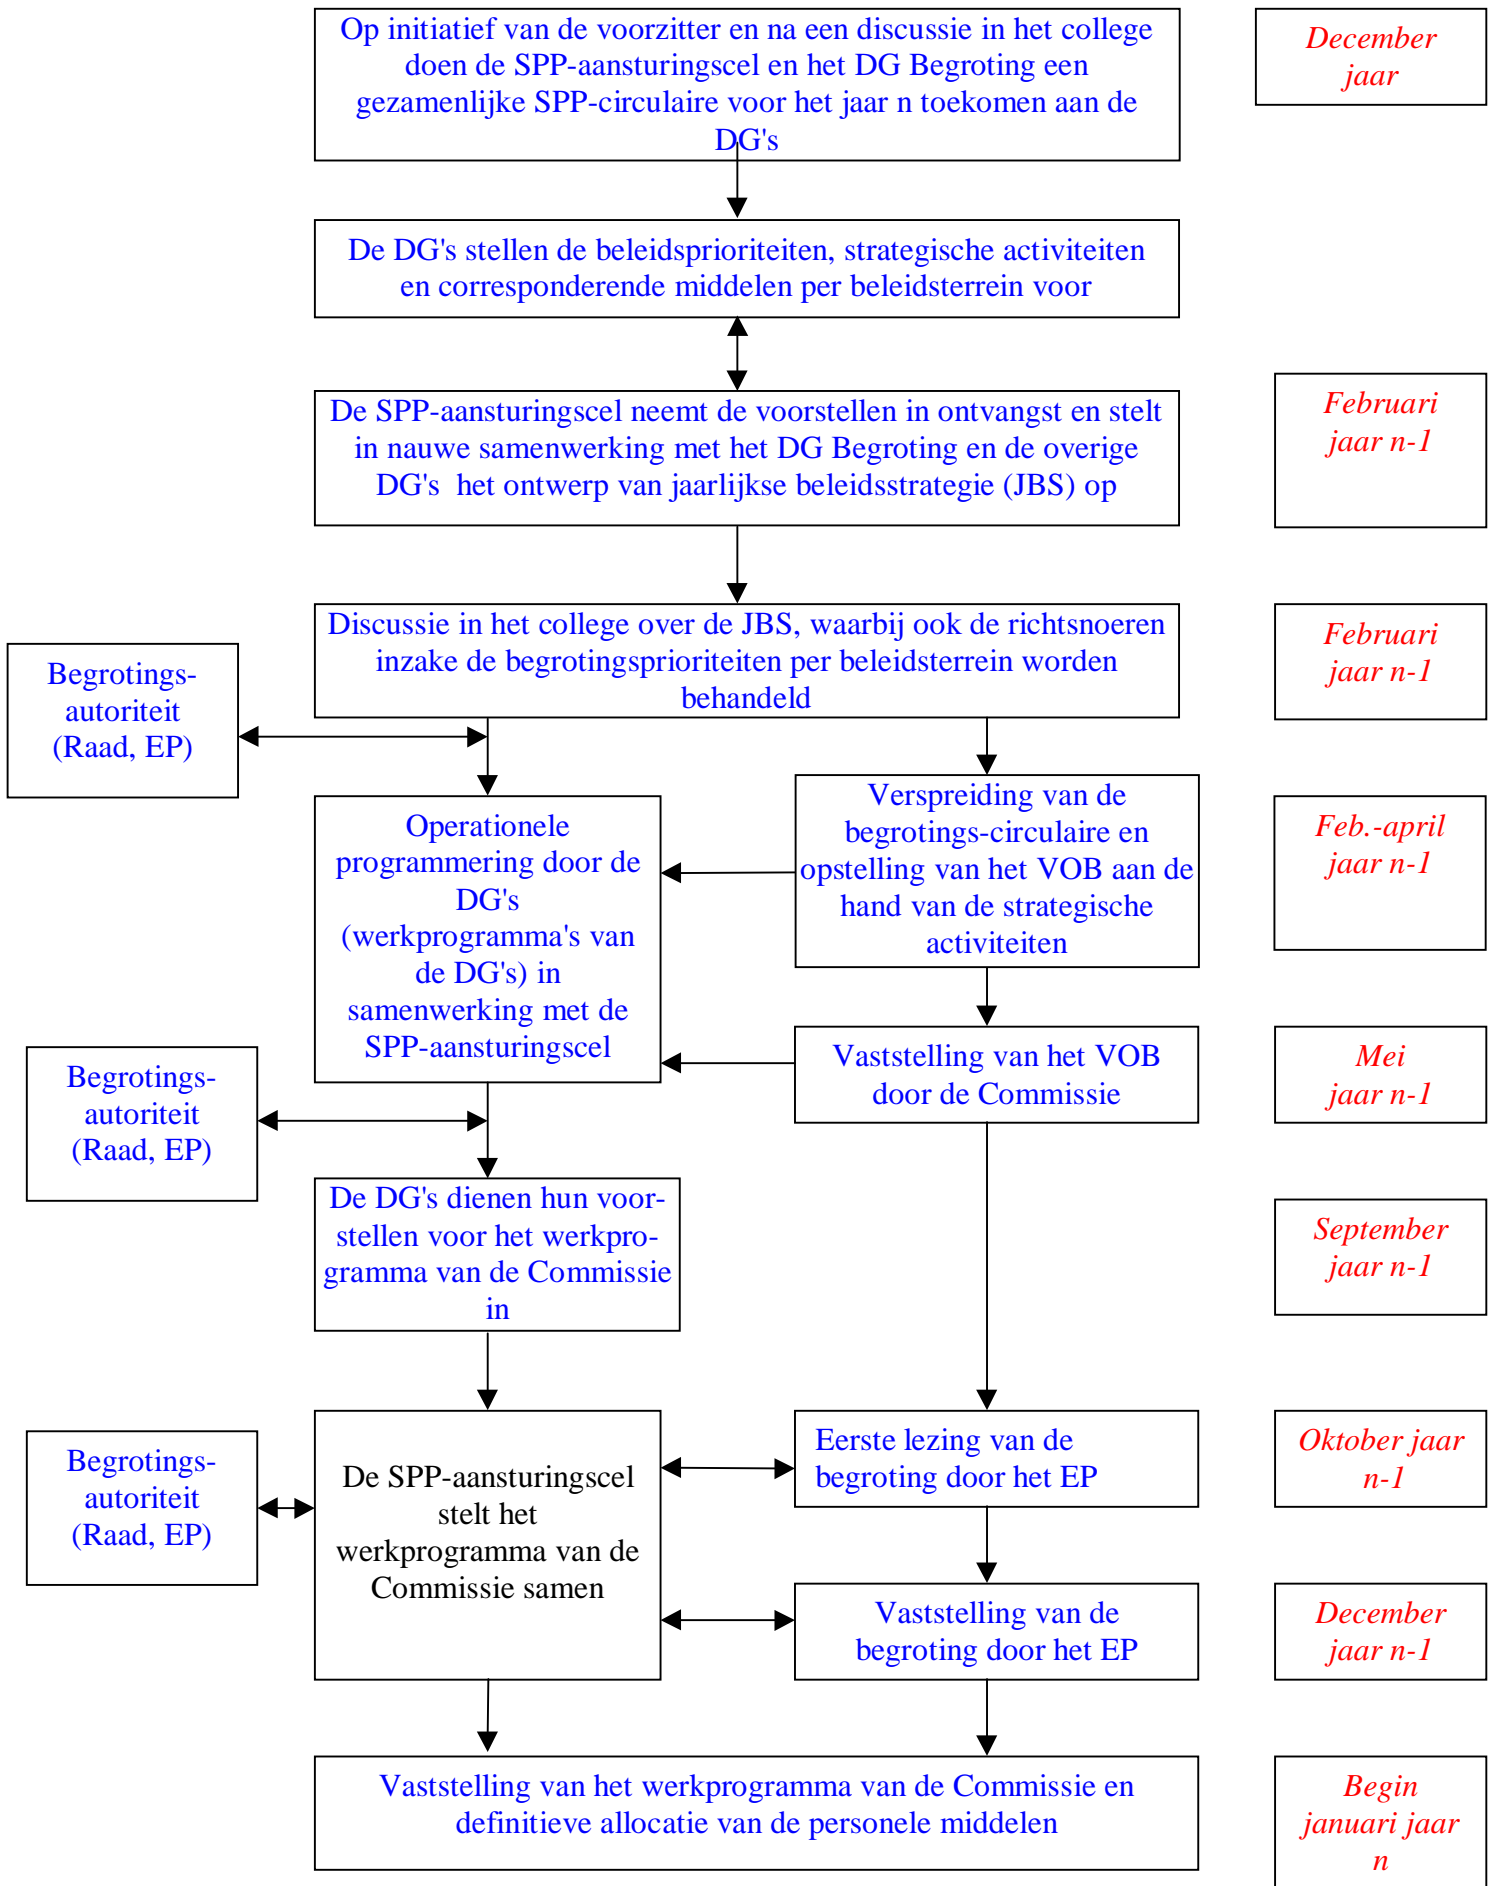 Op initiatief van de voorzitter en na een discussie in het college
doen de SPP-aansturingscel en het DG Begroting een
gezamenlijke SPP-circulaire voor het jaar n toekomen aan de
DG's
December
jaar
De DG's stellen de beleidsprioriteiten, strategische activiteiten
en corresponderende middelen per beleidsterrein voor
De SPP-aansturingscel neemt de voorstellen in ontvangst en stelt
in nauwe samenwerking met het DG Begroting en de overige
DG's het ontwerp van jaarlijkse beleidsstrategie (JBS) op
Februari
jaar n-1
Discussie in het college over de JBS, waarbij ook de richtsnoeren
inzake de begrotingsprioriteiten per beleidsterrein worden
behandeld
Februari
jaar n-1
Begrotings-
autoriteit
(Raad, EP)
Operationele
programmering door de
DG's
(werkprogramma's van
de DG's) in
samenwerking met de
SPP-aansturingscel
Verspreiding van de
begrotings-circulaire en
opstelling van het VOB aan de
hand van de strategische
activiteiten
Feb.-april
jaar n-1
Begrotings-
autoriteit
(Raad, EP)
Vaststelling van het VOB
door de Commissie
Mei
jaar n-1
De DG's dienen hun voor-
stellen voor het werkpro-
gramma van de Commissie
in
September
jaar n-1
Begrotings-
autoriteit
(Raad, EP)
De SPP-aansturingscel
stelt het
werkprogramma van de
Commissie samen
Eerste lezing van de
begroting door het EP
Oktober jaar
n-1
Vaststelling van de
begroting door het EP
December
jaar n-1
Vaststelling van het werkprogramma van de Commissie en
definitieve allocatie van de personele middelen
Begin
januari jaar
n